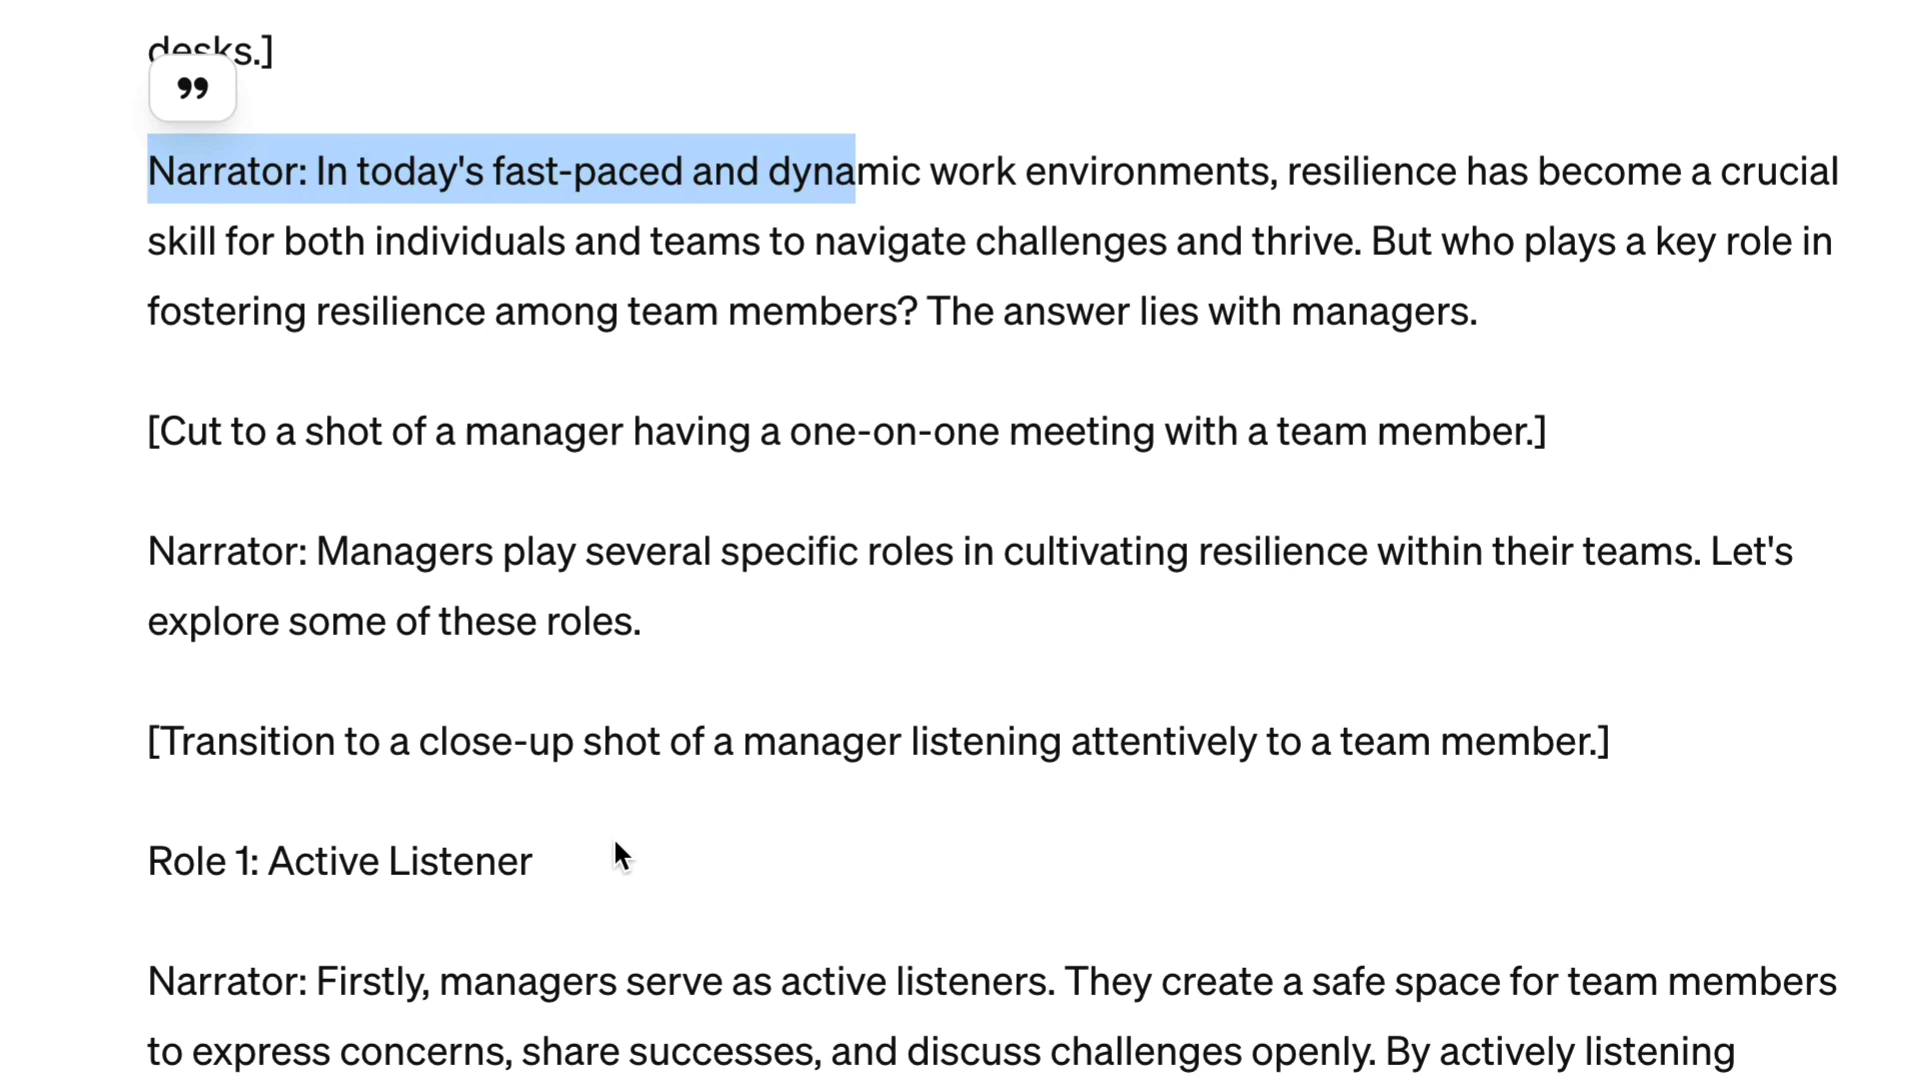 desks.]
Narrator: In today's fast-paced and dynamic work environments, resilience has become a crucial
skill for both individuals and teams to navigate challenges and thrive. But who plays a key role in
fostering resilience among team members? The answer lies with managers.
[Cut to a shot of a manager having a one-on-one meeting with a team member.]
Narrator: Managers play several specific roles in cultivating resilience within their teams. Let's
explore some of these roles.
[Transition to a close-up shot of a manager listening attentively to a team member.]
Role 1: Active Listener
Narrator: Firstly, managers serve as active listeners. They create a safe space for team members
to express concerns, share successes, and discuss challenges openly. By actively listening